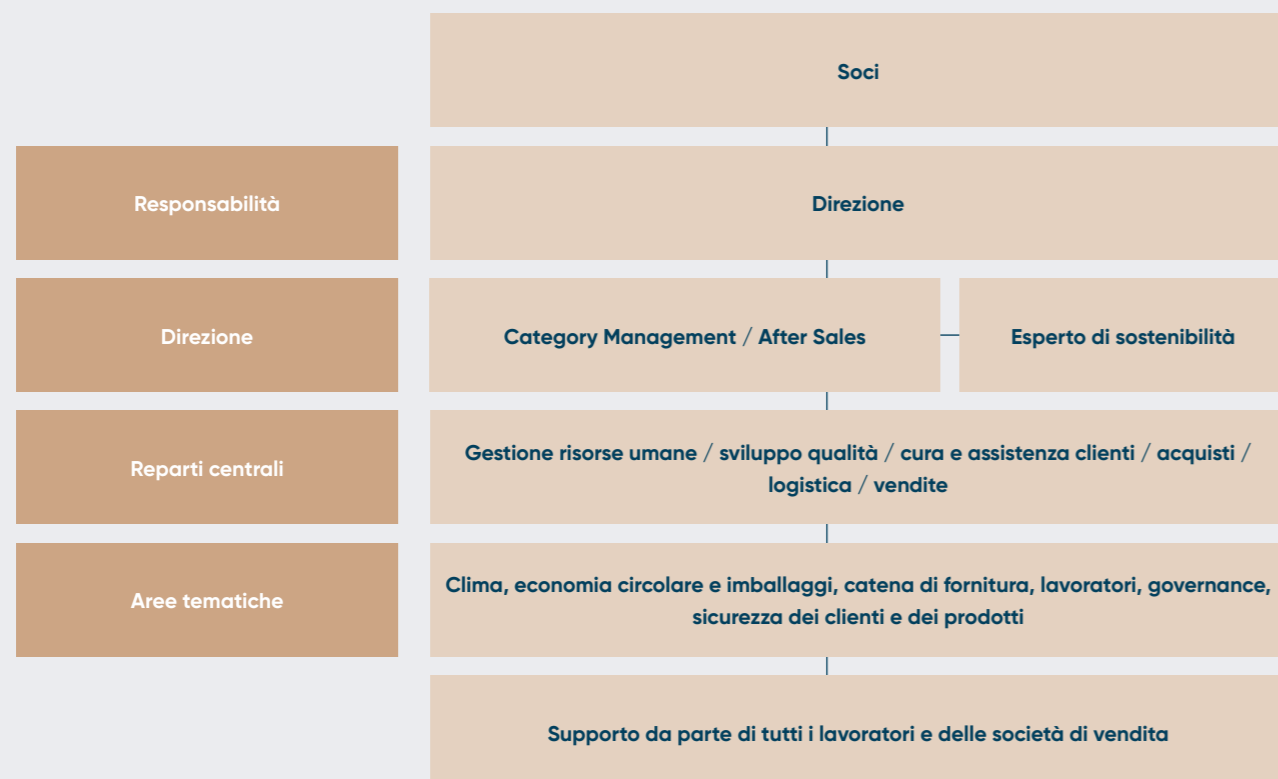 Soci
Responsabilità
Direzione
Direzione
Category Management / After Sales
Esperto di sostenibilità
Reparti centrali
Gestione risorse umane / sviluppo qualità / cura e assistenza clienti / acquisti /
logistica / vendite
Aree tematiche
Clima, economia circolare e imballaggi, catena di fornitura, lavoratori, governance,
sicurezza dei clienti e dei prodotti
Supporto da parte di tutti i lavoratori e delle società di vendita